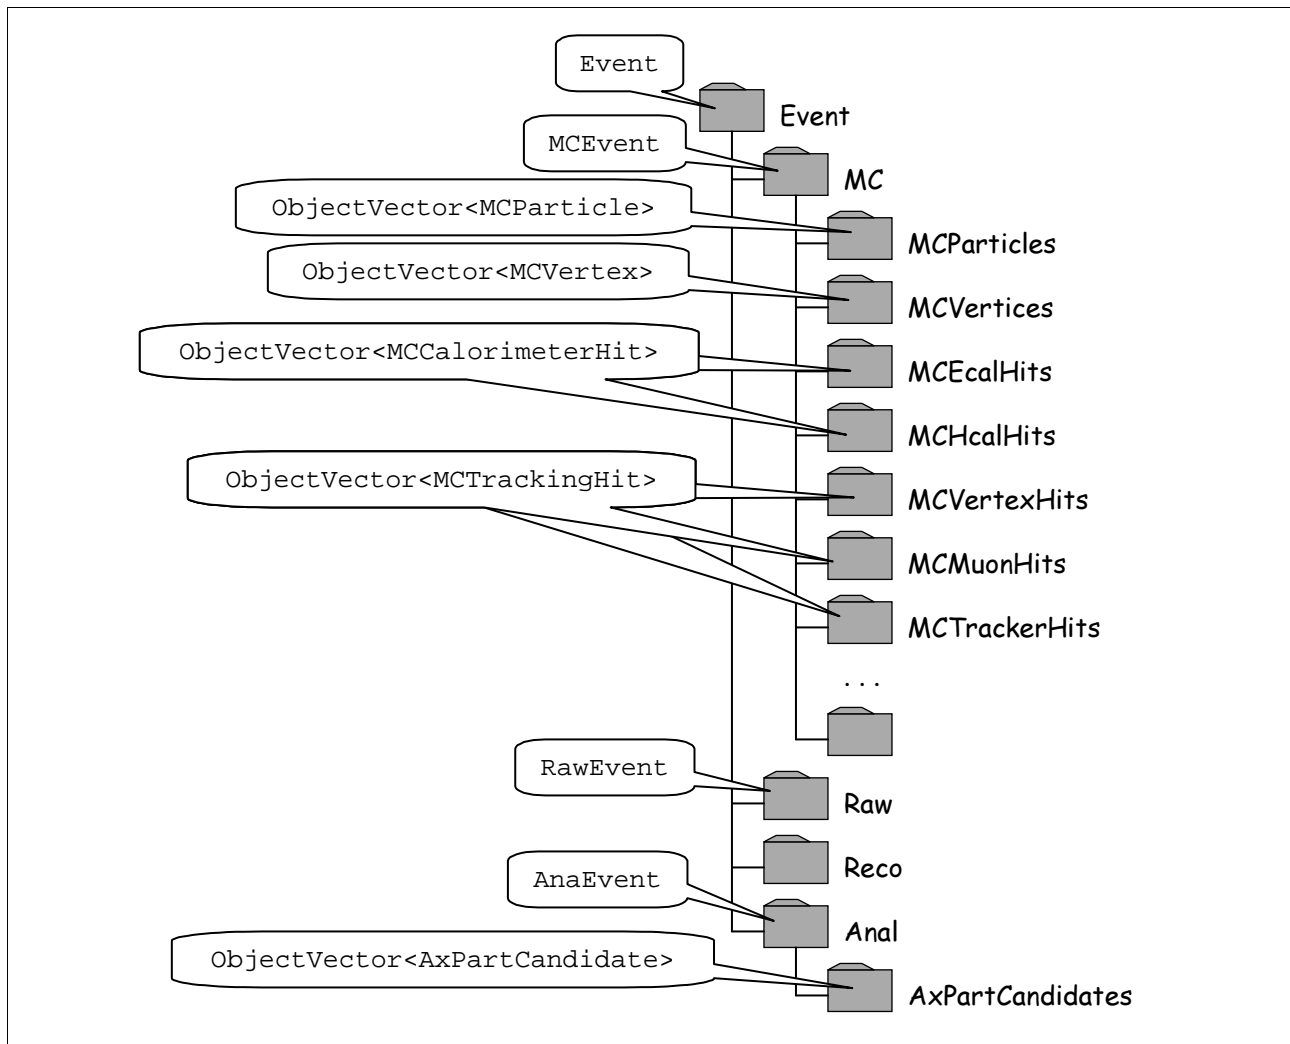 Event
Event
MCEvent
MC
ObjectVector<MCParticle>
MCParticles
ObjectVector<MCVertex>
MCVertices
ObjectVector<MCCalorimeterHit>
MCEcalHits
MCHcalHits
ObjectVector<MCTrackingHit>
MCVertexHits
MCMuonHits
MCTrackerHits
...
RawEvent
Raw
Reco
AnaEvent
Anal
ObjectVector<AxPartCandidate>
AxPartCandidates